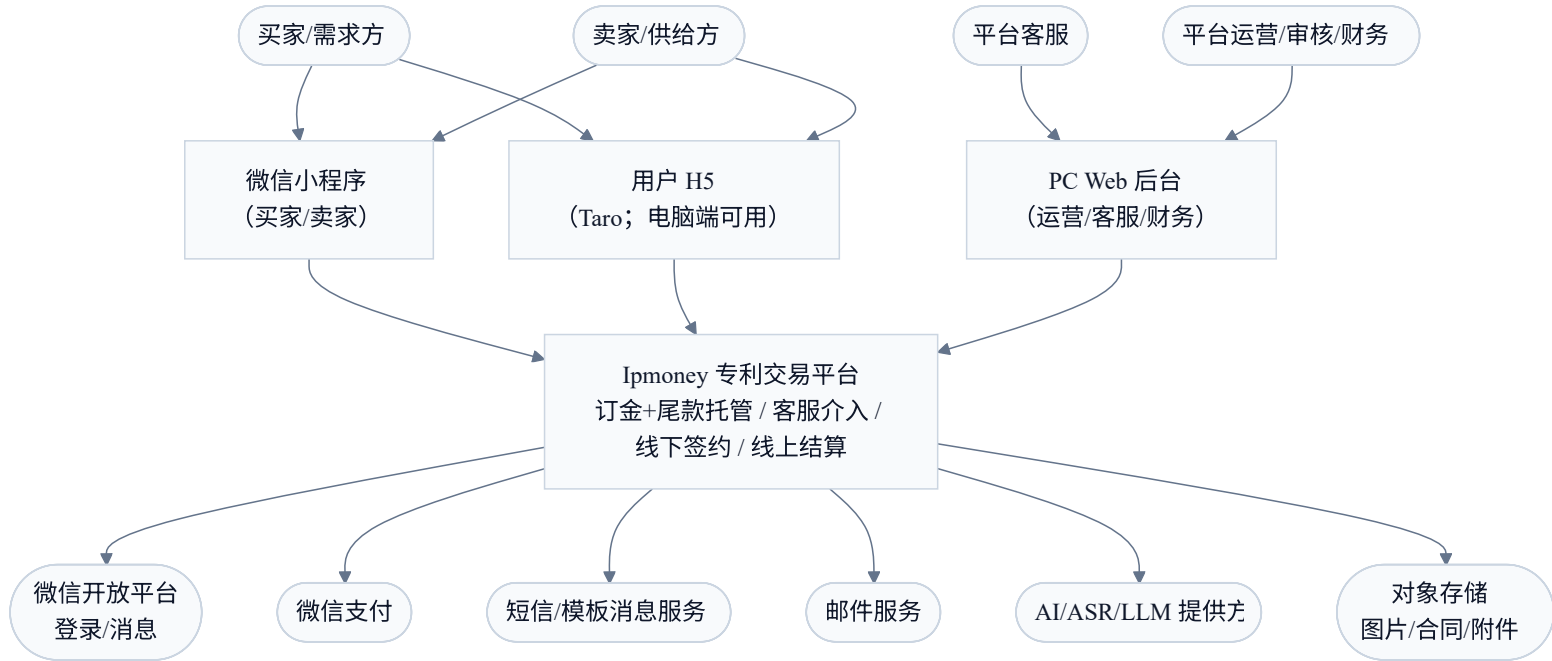 买家/需求方
卖家/供给方
平台客服
平台运营/审核/财务
微信小程序
（买家/卖家）
用户 H5
（Taro；电脑端可用）
PC Web 后台
（运营/客服/财务）
Ipmoney 专利交易平台
订金+尾款托管 / 客服介入 /
线下签约 / 线上结算
微信开放平台
登录/消息
微信支付
短信/模板消息服务
邮件服务
AI/ASR/LLM 提供方
对象存储
图片/合同/附件